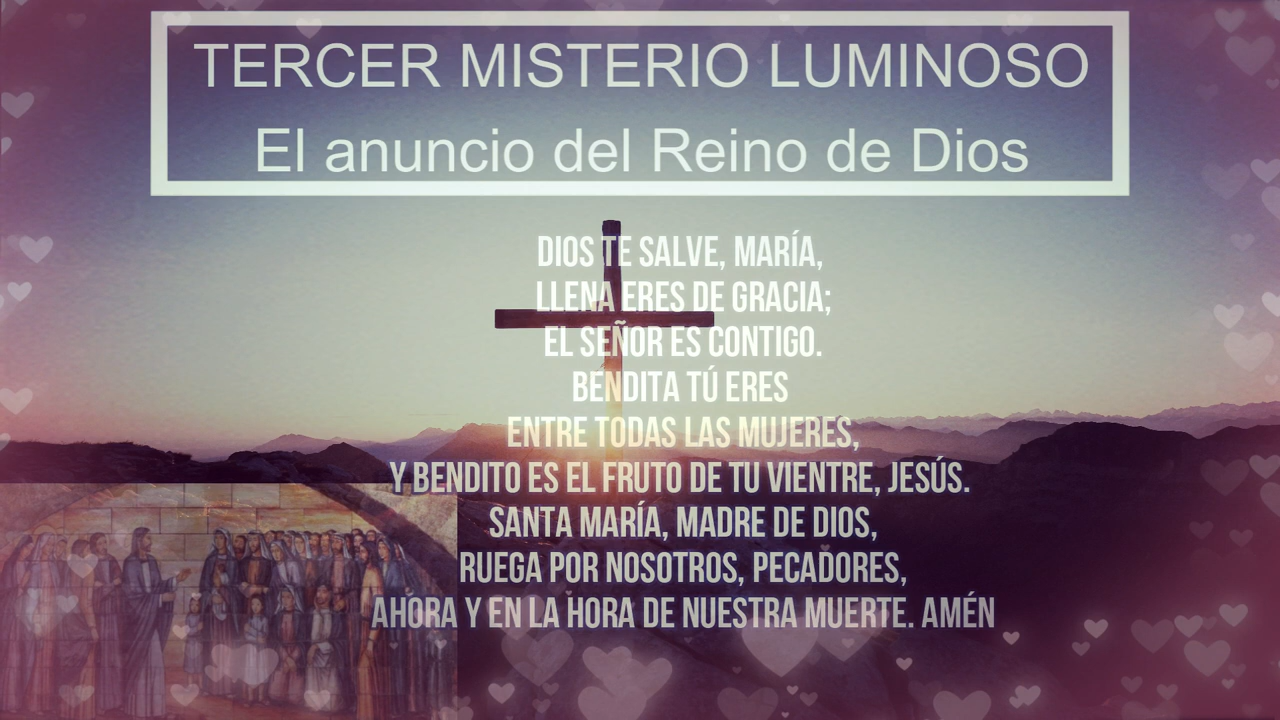 TERCER MISTERIO LUMINOSO
El anuncio del Reino de Dios
DIOS TE SALVE, MARÍA,
LLENA ERES DE GRACIA;
EL SEÑOR ES CONTIGO.
BENDITA TÚ ERES
ENTRE TODAS LAS MUJERES,
Y BENDITO ES EL FRUTO DE TU VIENTRE, JESÚS.
SANTA MARÍA, MADRE DE DIOS,
RUEGA POR NOSOTROS, PECADORES,
AHORA Y EN LA HORA DE NUESTRA MUERTE. AMÉN